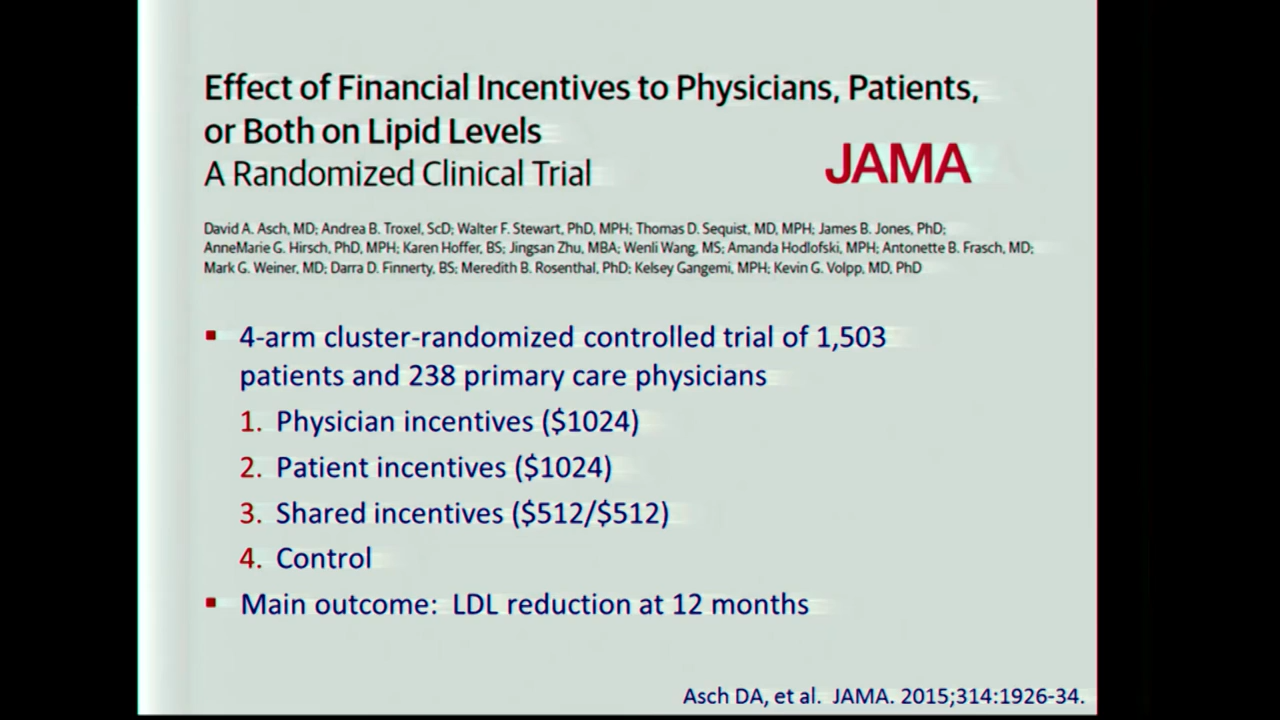 Effect of Financial Incentives to Physicians, Patients,
or Both on Lipid Levels
A Randomized Clinical Trial
JAMA
David A. Asch, MD; Andrea B. Troxel, ScD; Walter F. Stewart, PhD, MPH; Thomas D. Sequist, MD, MPH; James B. Jones, PhD;
AnneMarie G. Hirsch, PhD, MPH; Karen Hoffer, BS; Jingsan Zhu, MBA; Wenli Wang, MS; Amanda Hodlofski, MPH; Antonette B. Frasch, MD;
Mark G. Weiner, MD; Darra D. Finnerty, BS; Meredith B. Rosenthal, PhD; Kelsey Gangemi, MPH; Kevin G. Volpp, MD, PhD
▪ 4-arm cluster-randomized controlled trial of 1,503
patients and 238 primary care physicians
1. Physician incentives ($1024)
2. Patient incentives ($1024)
3. Shared incentives ($512/$512)
4. Control
▪ Main outcome: LDL reduction at 12 months
Asch DA, et al. JAMA. 2015;314:1926-34.